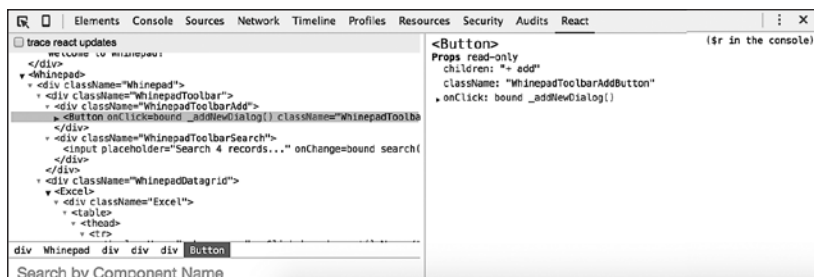 Elements Console Sources Network Timeline Profiles Resources Security Audits React
trace react updates
welcome to Whinepad!
</div>
<Whinepad>
<div className="Whinepad">
<div className="WhinepadToolbar">
<div className="WhinepadToolbarAdd">
<Button onClick=bound _addNewDialog() className="WhinepadToolba
</div>
<div className="WhinepadToolbarSearch">
<input placeholder="Search 4 records..." onChange=bound search(
</div>
</div>
<div className="WhinepadDatagrid">
<Excel>
<div className="Excel">
<table>
<thead>
<tr>
div Whinepad div div div Button
Search by Component Name
<Button>
($r in the console)
Props read-only
children: "+ add"
className: "WhinepadToolbarAddButton"
onClick: bound _addNewDialog()